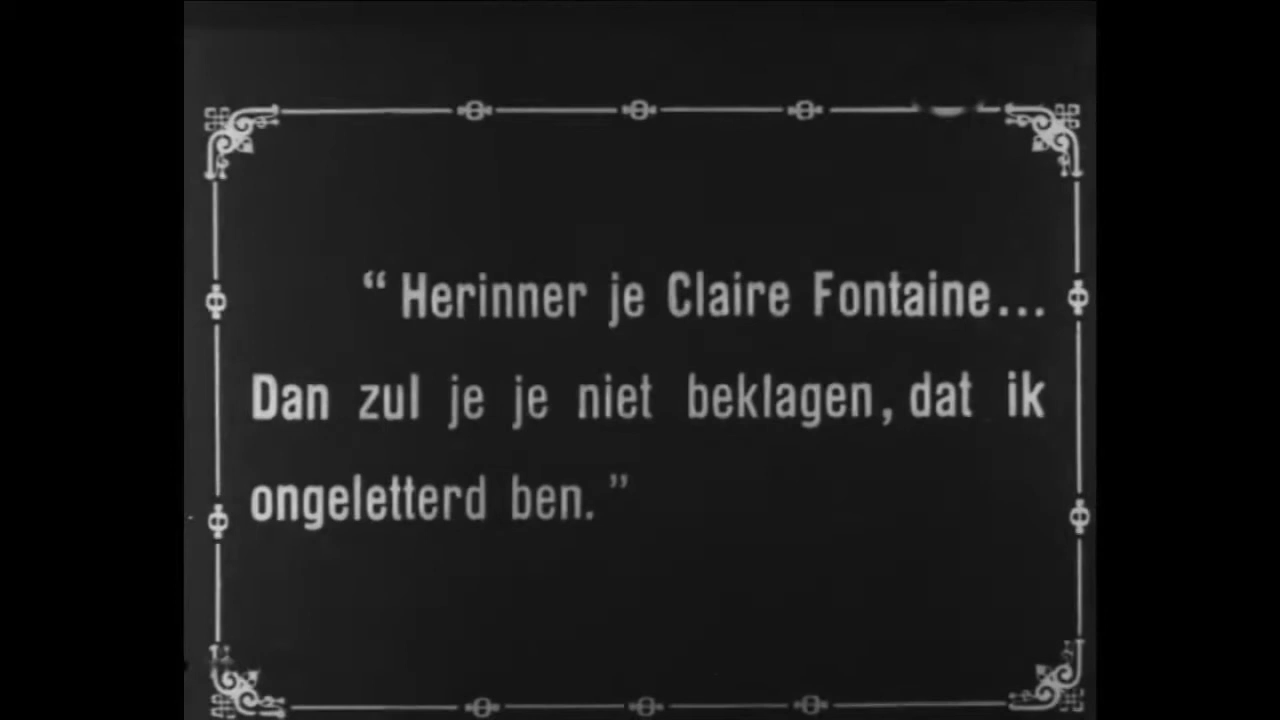 “Herinner je Claire Fontaine...
Dan zul je je niet beklagen, dat ik
ongeletterd ben.”